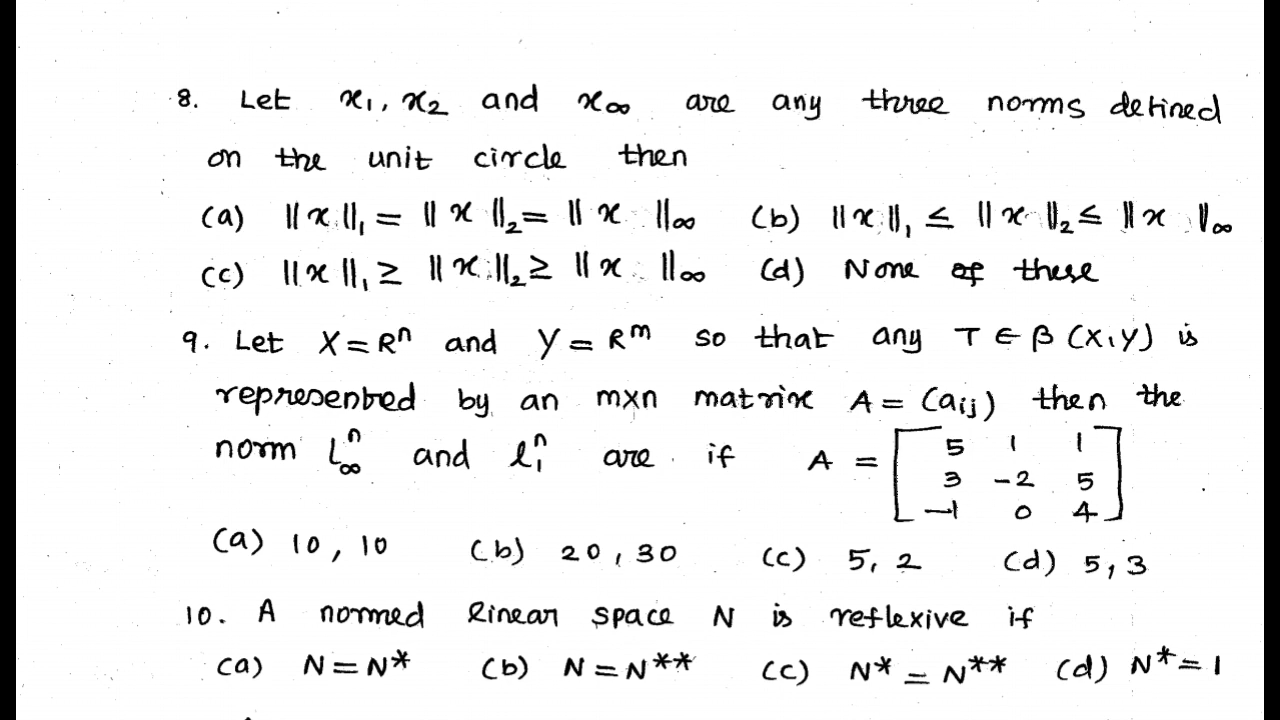 8. Let x₁, x₂ and x∞ are any three norms defined
on the unit circle then
(a) ‖x‖₁ = ‖x‖₂ = ‖x‖∞ (b) ‖x‖₁ ≤ ‖x‖₂ ≤ ‖x‖∞
(c) ‖x‖₁ ≥ ‖x‖₂ ≥ ‖x‖∞ (d) None of these
9. Let X = Rⁿ and Y = Rᵐ so that any T ∈ β(X,Y) is
represented by an mxn matrix A = (aij) then the
norm L∞ⁿ and l₁ⁿ are if A = [5 1 1
3 -2 5
-1 0 4]
(a) 10, 10 (b) 20, 30 (c) 5, 2 (d) 5, 3
10. A normed linear space N is reflexive if
(a) N = N* (b) N = N** (c) N* = N** (d) N* = 1